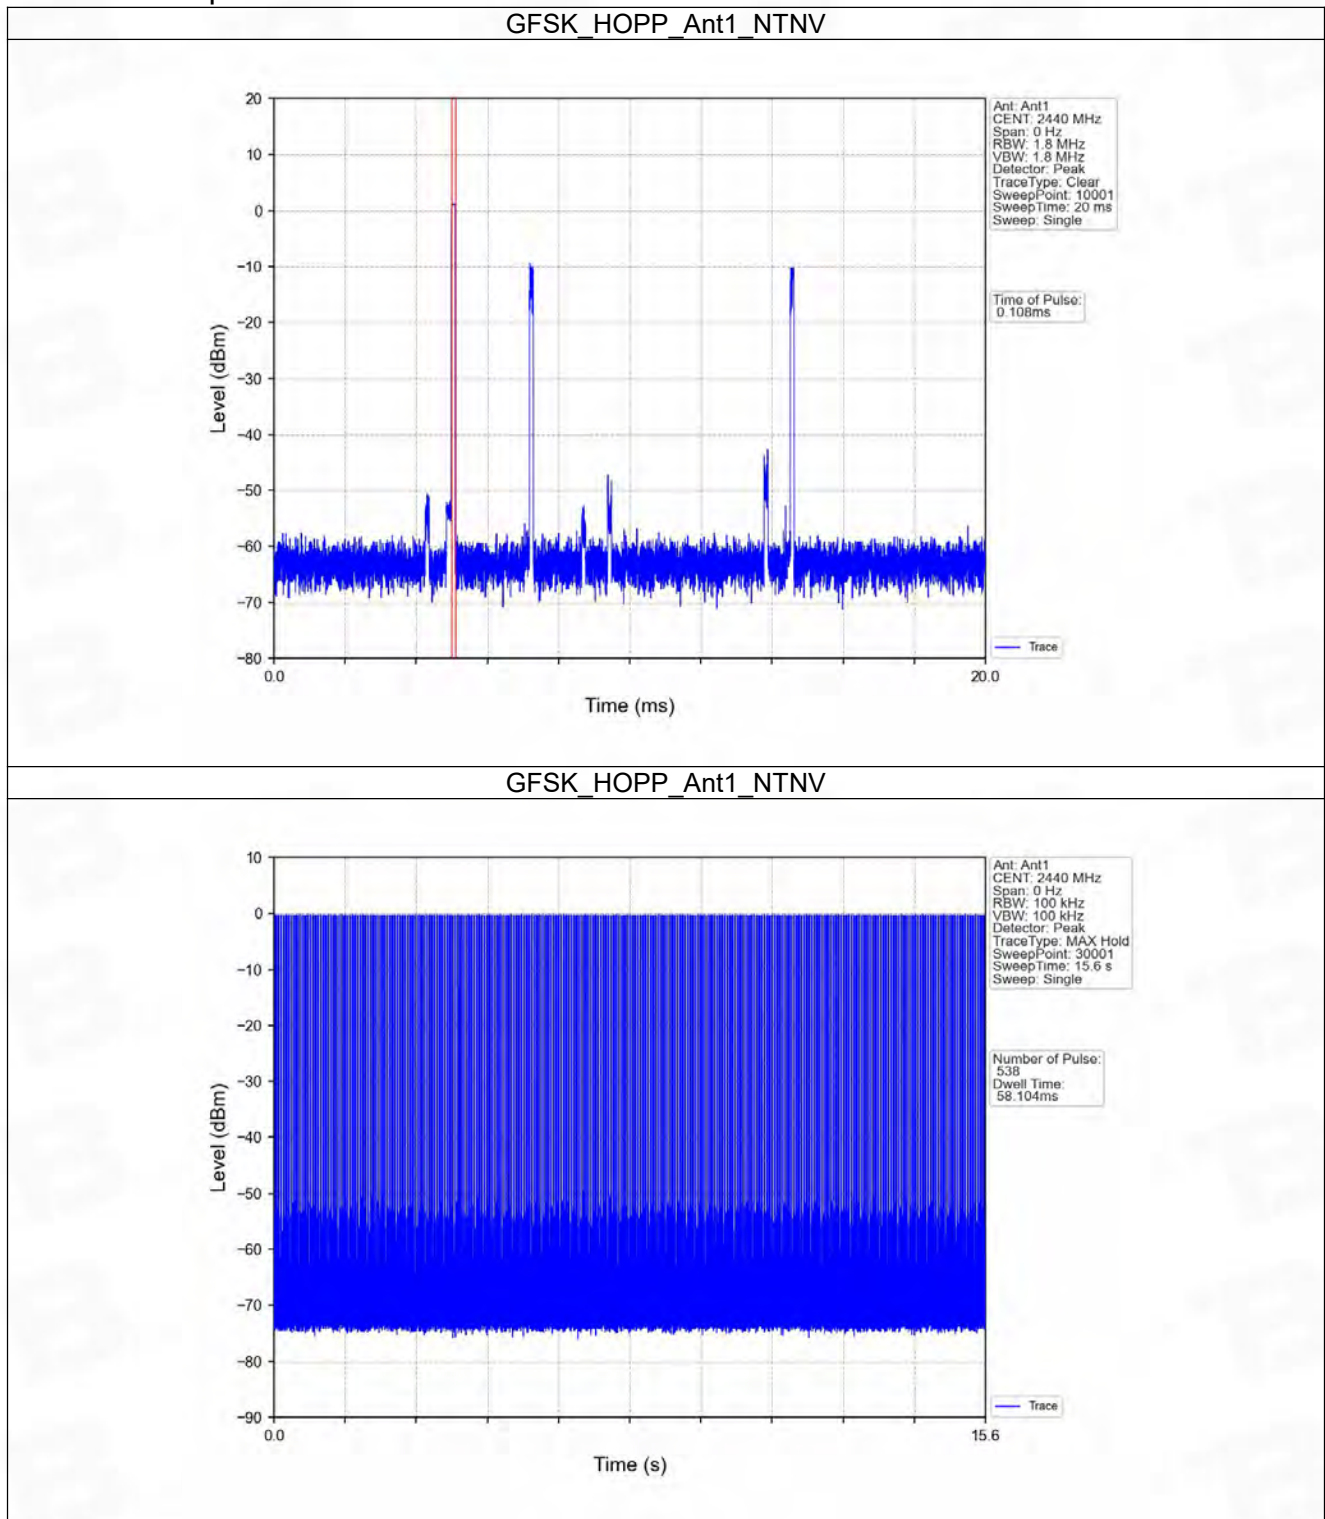 GFSK_HOPP_Ant1_NTNV
20
10
0
−10
−20
−30
−40
−50
−60
−70
−80
Level (dBm)
0.0
20.0
Time (ms)
Ant: Ant1
CENT: 2440 MHz
Span: 0 Hz
RBW: 1.8 MHz
VBW: 1.8 MHz
Detector: Peak
TraceType: Clear
SweepPoint: 10001
SweepTime: 20 ms
Sweep: Single
Time of Pulse:
0.108ms
Trace
GFSK_HOPP_Ant1_NTNV
10
0
−10
−20
−30
−40
−50
−60
−70
−80
−90
Level (dBm)
0.0
15.6
Time (s)
Ant: Ant1
CENT: 2440 MHz
Span: 0 Hz
RBW: 100 kHz
VBW: 100 kHz
Detector: Peak
TraceType: MAX Hold
SweepPoint: 30001
SweepTime: 15.6 s
Sweep: Single
Number of Pulse:
538
Dwell Time:
58.104ms
Trace